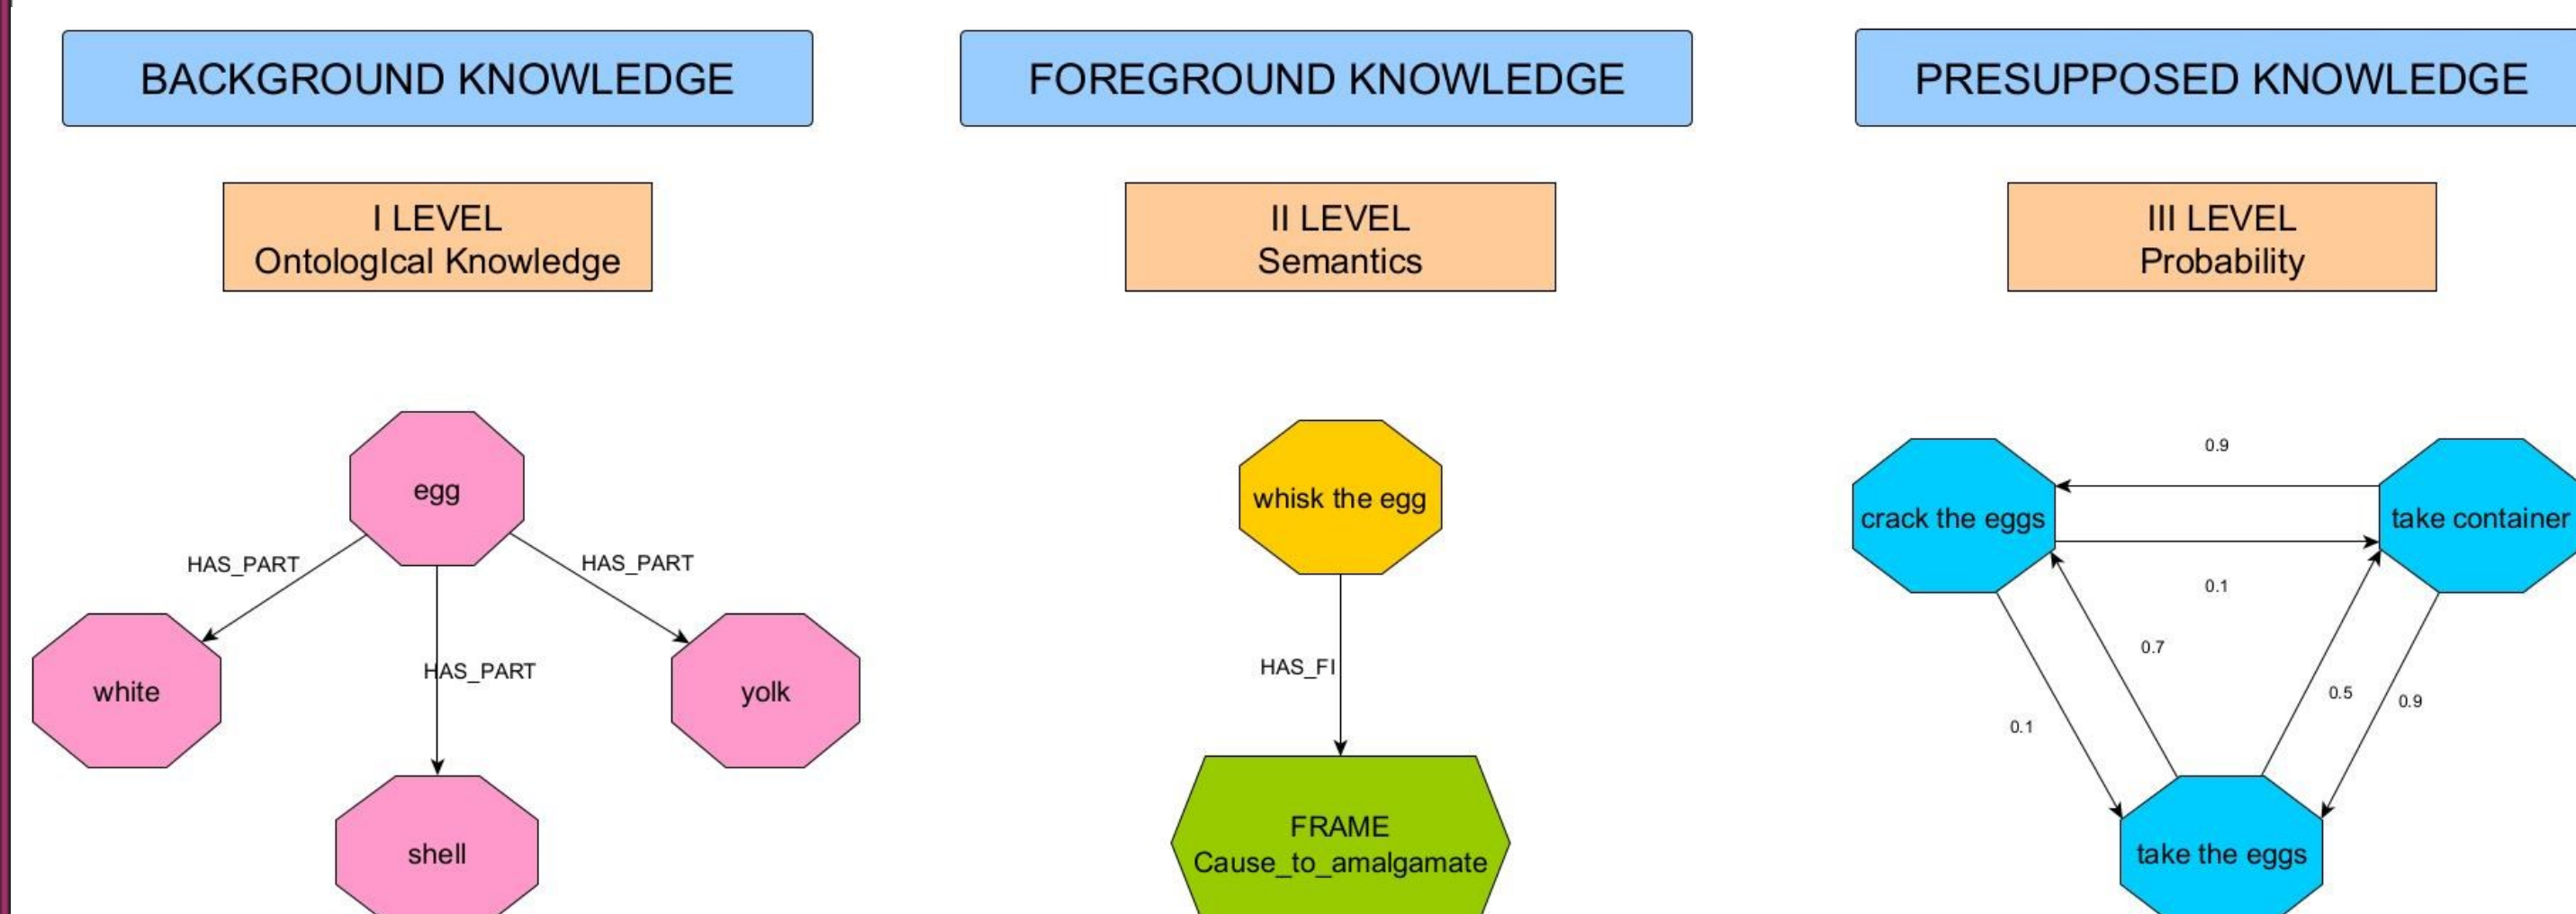 BACKGROUND KNOWLEDGE
FOREGROUND KNOWLEDGE
PRESUPPOSED KNOWLEDGE
I LEVEL
OntologIcal Knowledge
II LEVEL
Semantics
III LEVEL
Probability
egg
HAS_PART
HAS_PART
HAS_PART
white
yolk
shell
whisk the egg
HAS_FI
FRAME
Cause_to_amalgamate
0.9
crack the eggs
take container
0.1
0.7
0.5
0.9
0.1
take the eggs